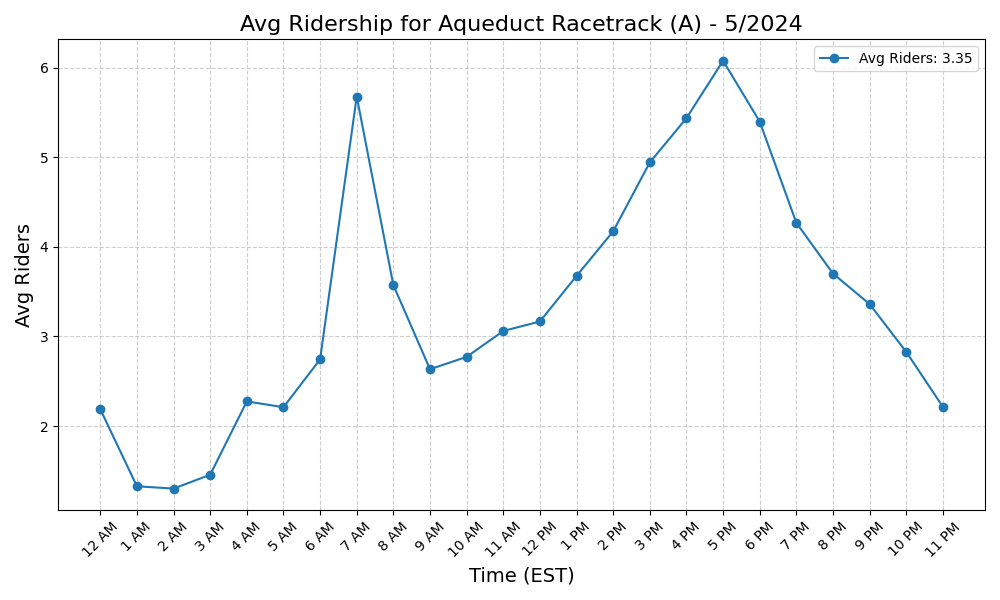 Avg Ridership for Aqueduct Racetrack (A) - 5/2024
Avg Riders: 3.35
Avg Riders
6
5
4
3
2
12 AM
1 AM
2 AM
3 AM
4 AM
5 AM
6 AM
7 AM
8 AM
9 AM
10 AM
11 AM
12 PM
1 PM
2 PM
3 PM
4 PM
5 PM
6 PM
7 PM
8 PM
9 PM
10 PM
11 PM
Time (EST)